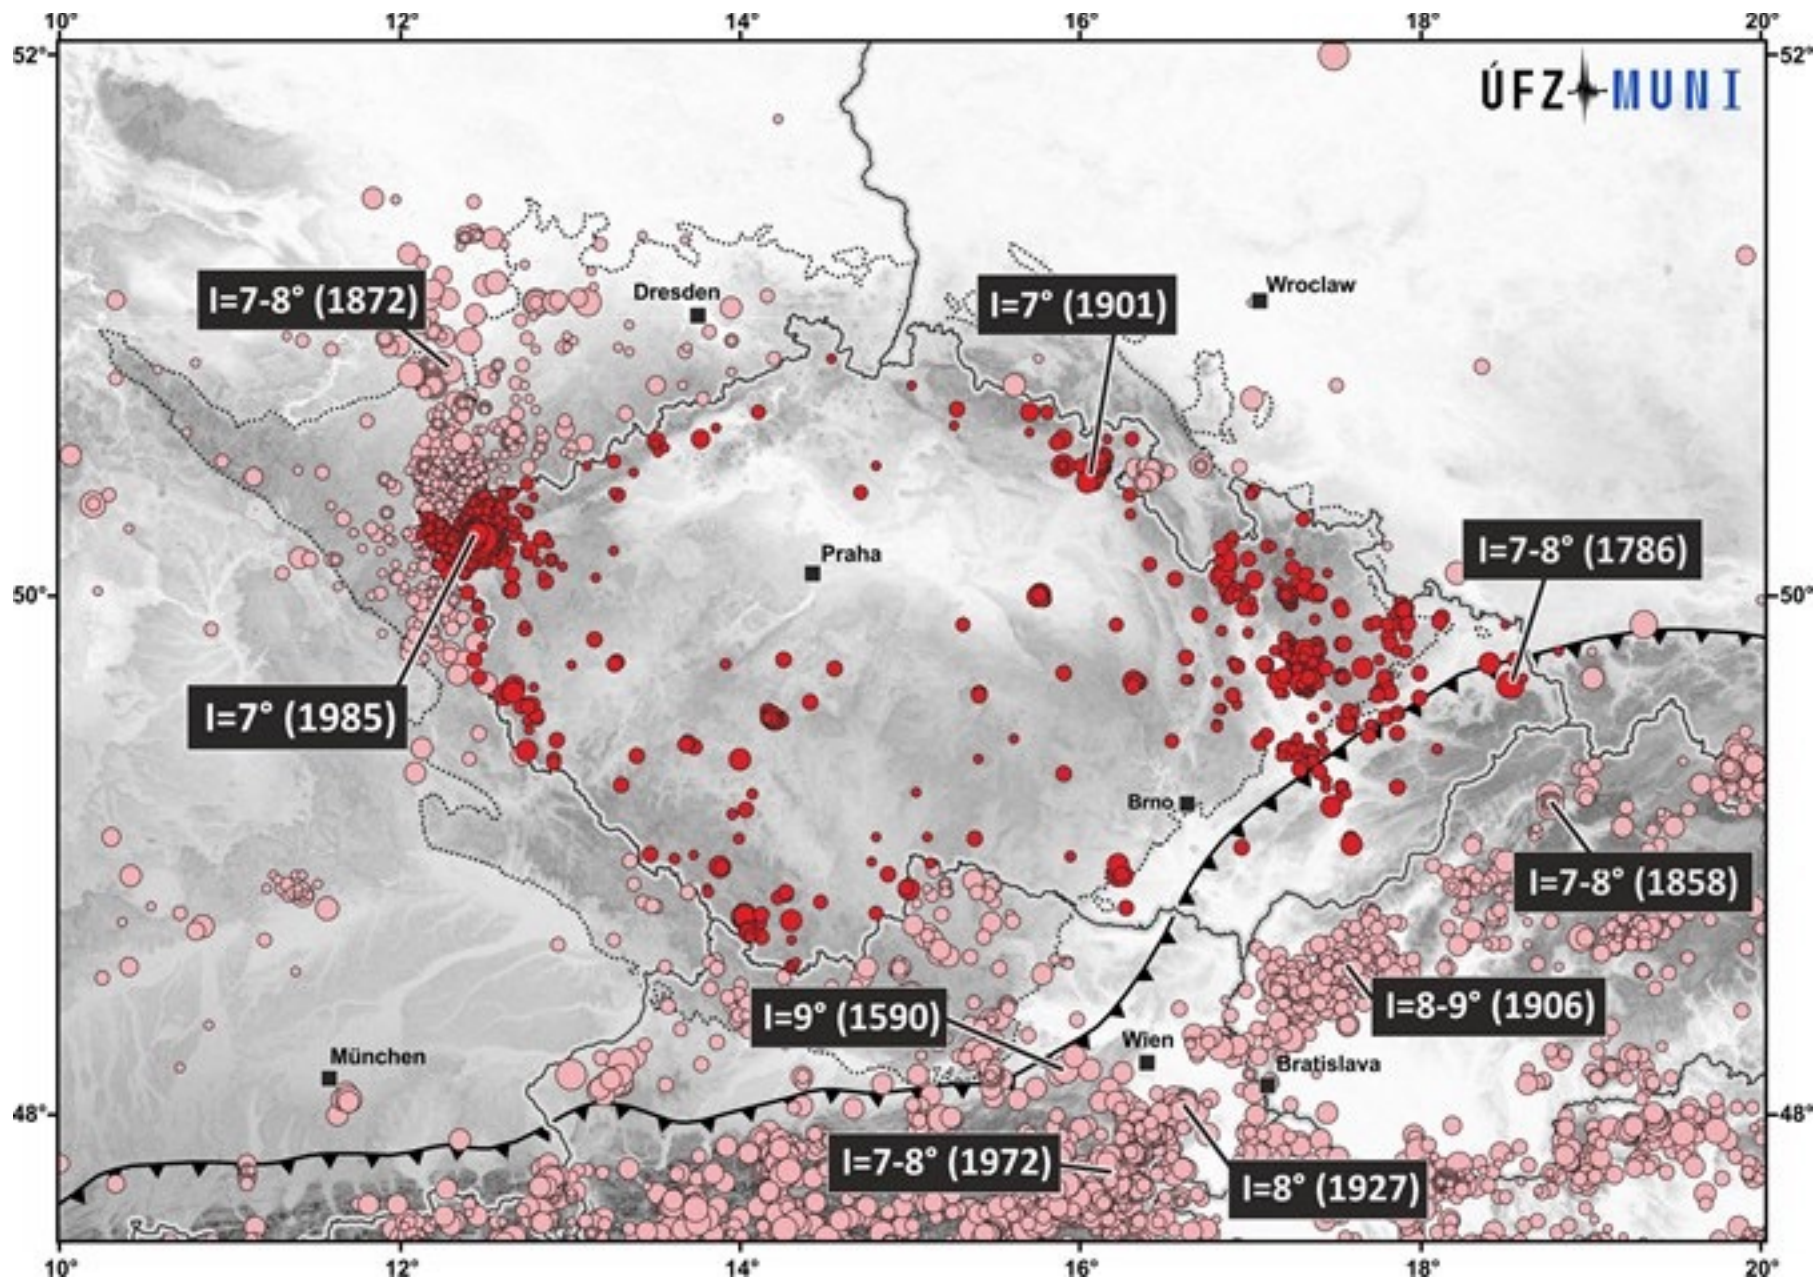 10° 12° 14° 16° 18° 20°
52° 52°
ÚFZ MUNI
I=7-8° (1872)
Dresden
I=7° (1901)
Wroclaw
Praha
I=7-8° (1786)
50° 50°
I=7° (1985)
Brno
I=7-8° (1858)
I=9° (1590)
I=8-9° (1906)
München
Wien
Bratislava
48° 48°
I=7-8° (1972)
I=8° (1927)
10° 12° 14° 16° 18° 20°